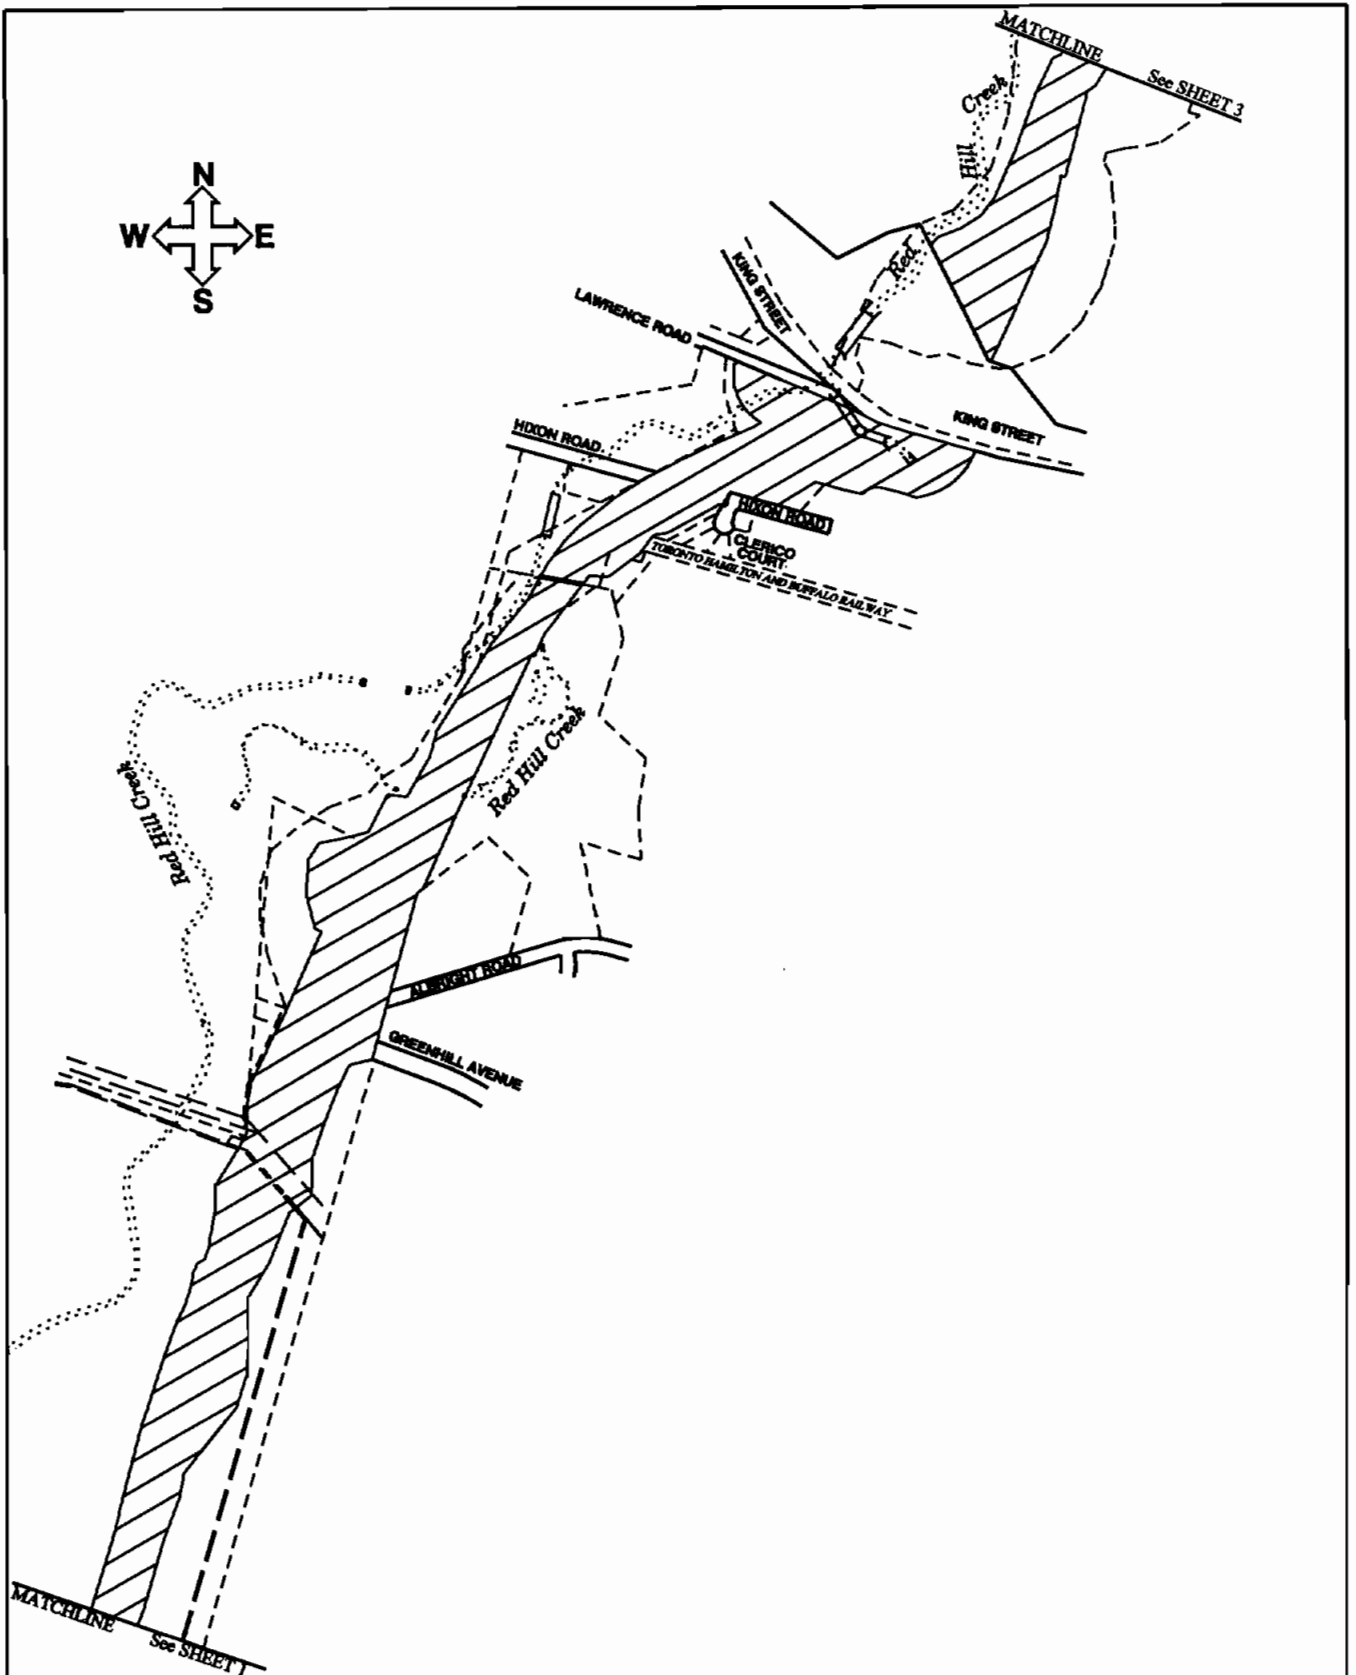 MATCHLINE
See SHEET 3
Creek
Hill
Red
N
W E
S
KING STREET
LAWRENCE ROAD
KING STREET
HIXON ROAD
HIXON ROAD
CLERICO
COURT
TORONTO HAMILTON AND BUFFALO RAILWAY
Red Hill Creek
Red Hill Creek
ALBRIGHT ROAD
GREENHILL AVENUE
MATCHLINE
See SHEET 1